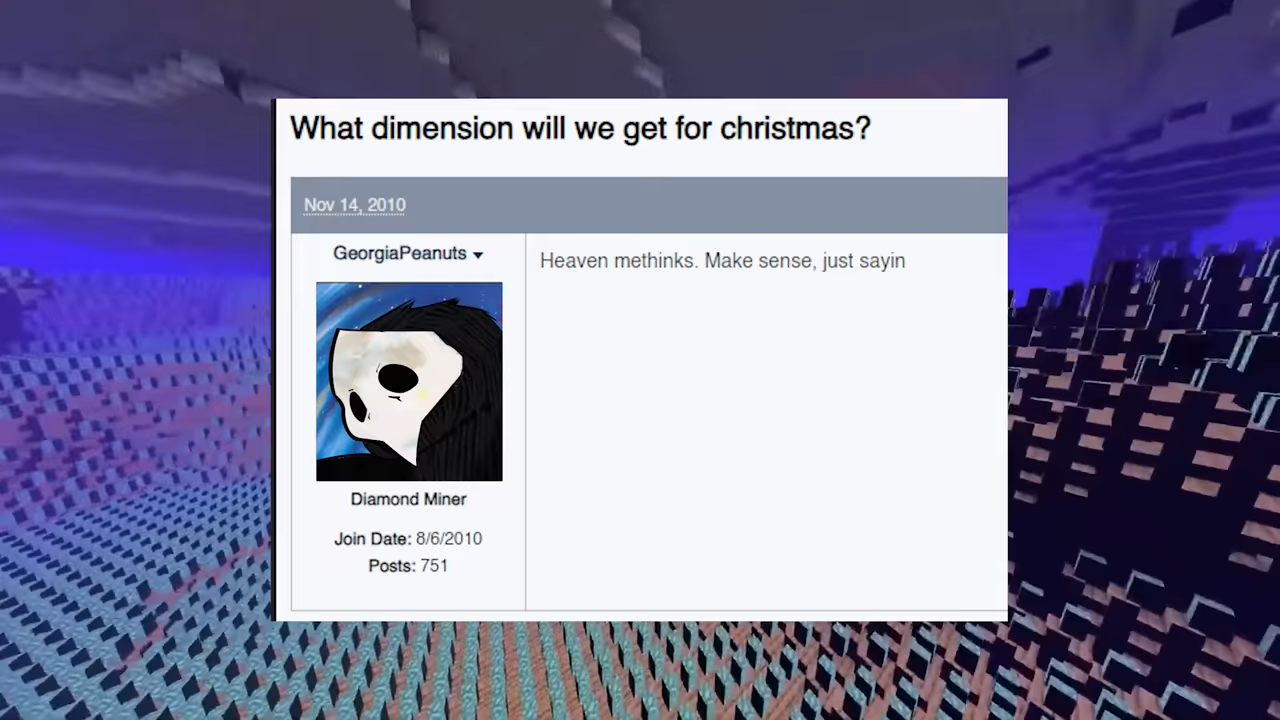 What dimension will we get for christmas?
Nov 14, 2010
GeorgiaPeanuts
Heaven methinks. Make sense, just sayin
Diamond Miner
Join Date: 8/6/2010
Posts: 751